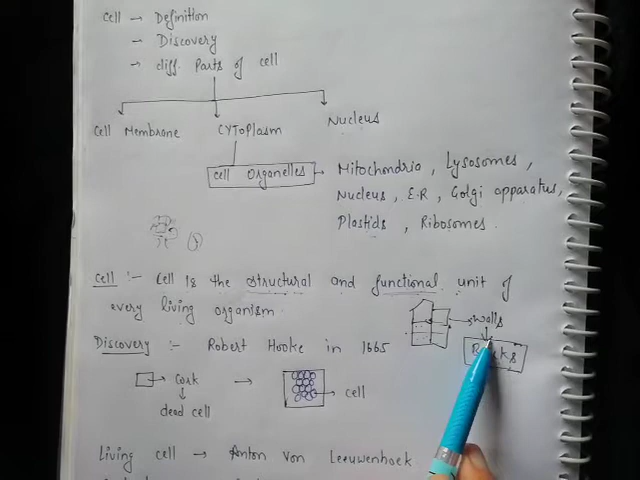 Cell → Definition
→ Discovery
→ diff. Parts of cell
Cell Membrane CYToplasm Nucleus
Cell Organelles → Mitochondria, Lysosomes,
Nucleus, E.R, Golgi apparatus,
Plastids, Ribosomes.
Cell :- Cell is the structural and functional unit of
every living organism.
→ walls
Discovery :- Robert Hooke in 1665
→ Cork → → cell
dead cell
Living cell → Anton Von Leeuwenhoek